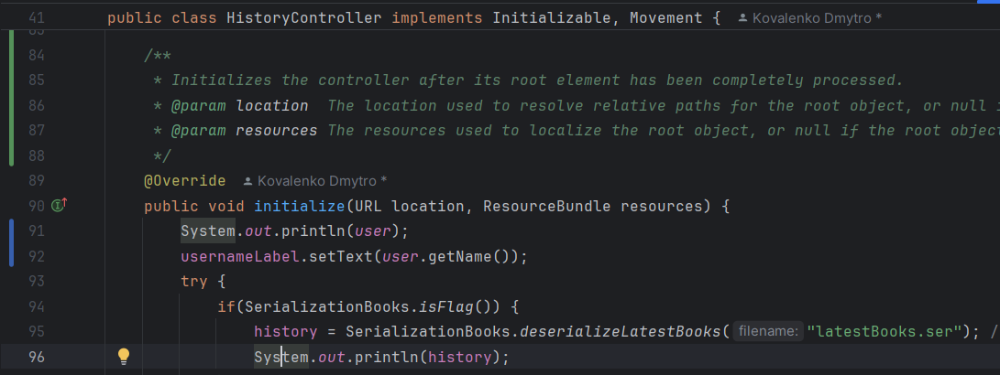 41 public class HistoryController implements Initializable, Movement { Kovalenko Dmytro *
83
84 /**
85 * Initializes the controller after its root element has been completely processed.
86 * @param location  The location used to resolve relative paths for the root object, or null i
87 * @param resources The resources used to localize the root object, or null if the root objec
88 */
89 @Override Kovalenko Dmytro *
90 public void initialize(URL location, ResourceBundle resources) {
91 System.out.println(user);
92 usernameLabel.setText(user.getName());
93 try {
94 if(SerializationBooks.isFlag()) {
95 history = SerializationBooks.deserializeLatestBooks( filename: "latestBooks.ser"); /
96 System.out.println(history);